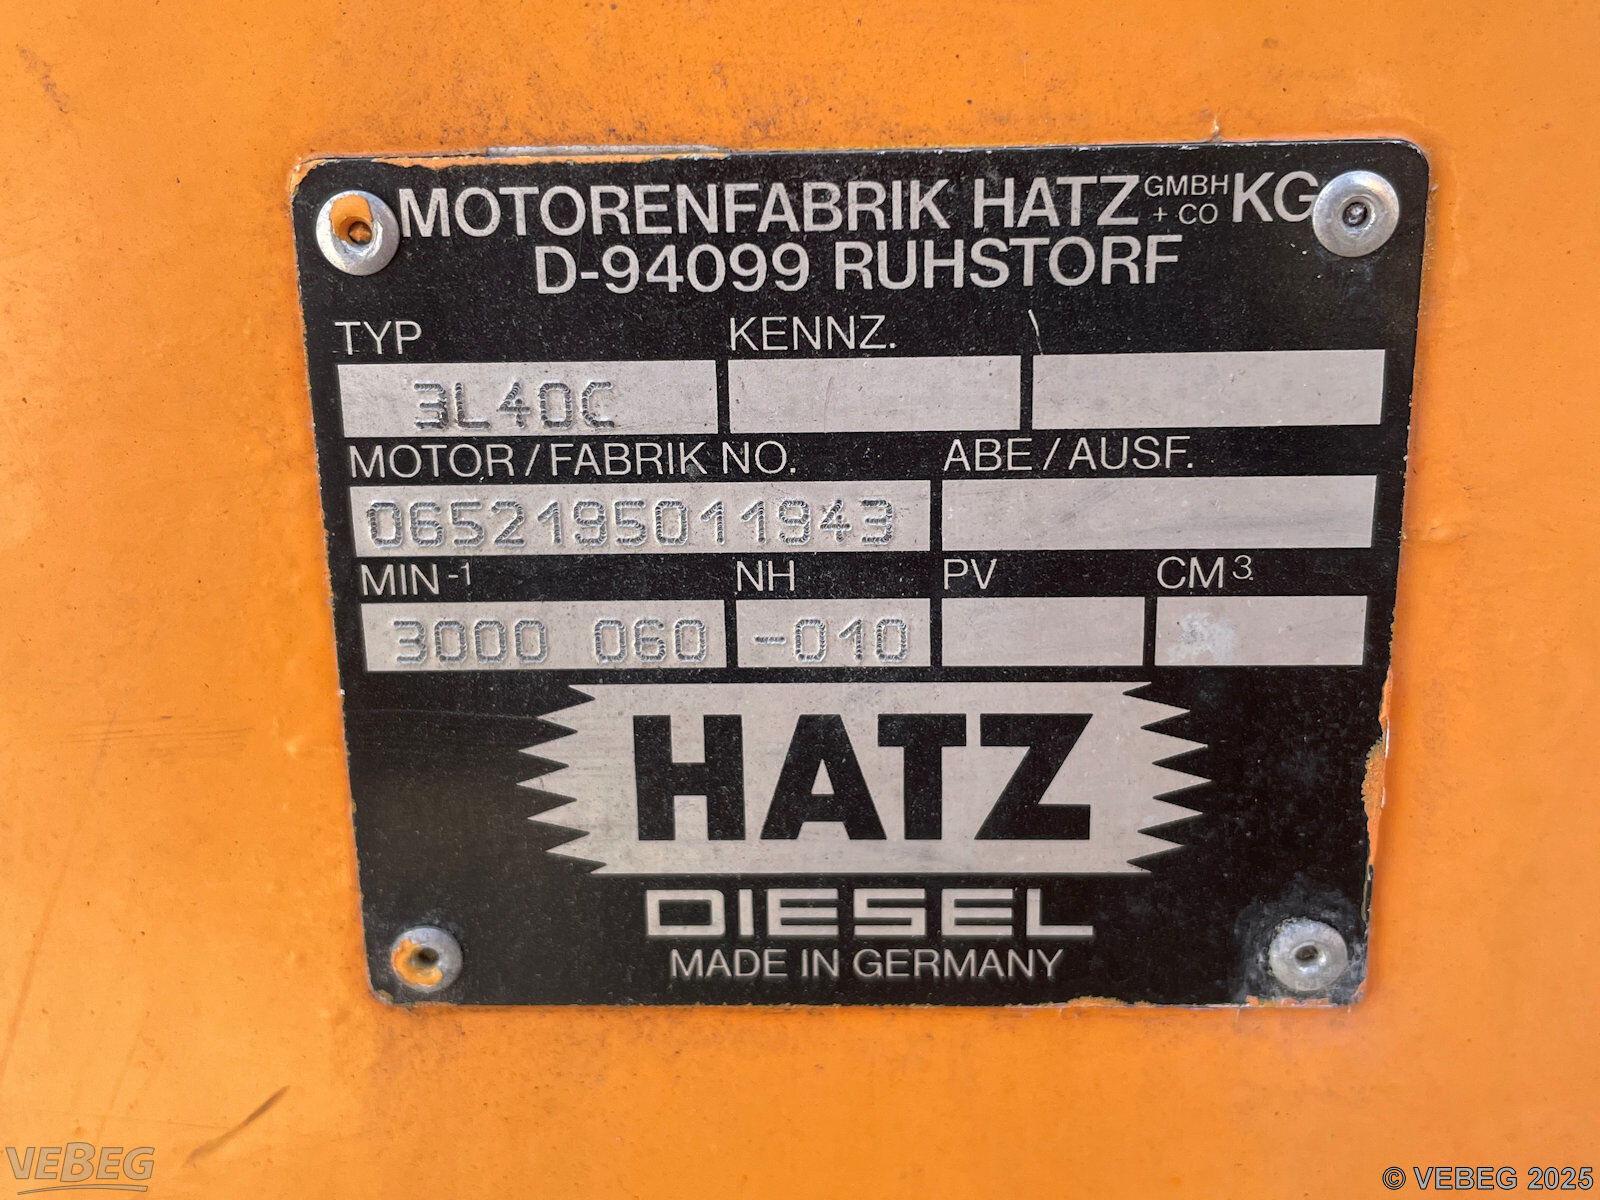 MOTORENFABRIK HATZ GMBH + CO KG
D-94099 RUHSTORF
TYP KENNZ.
3L40C
MOTOR / FABRIK NO. ABE / AUSF.
0652195011943
MIN-1 NH PV CM3
3000 060 -010
HATZ
DIESEL
MADE IN GERMANY
VEBEG
© VEBEG 2025